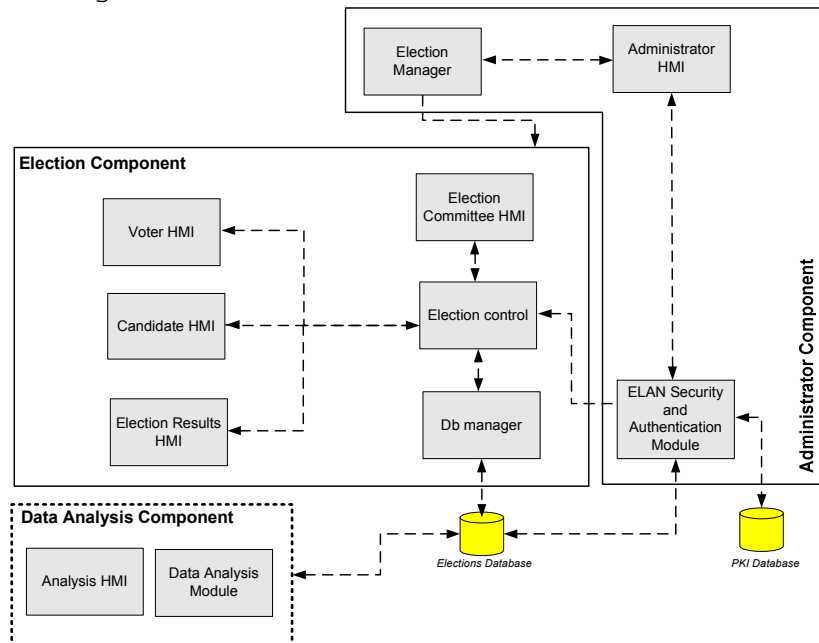 Election
Manager
Administrator
HMI
Election Component
Election
Committee HMI
Voter HMI
Candidate HMI
Election control
Election Results
HMI
Db manager
ELAN Security
and
Authentication
Module
Administrator Component
Data Analysis Component
Analysis HMI
Data Analysis
Module
Elections Database
PKI Database